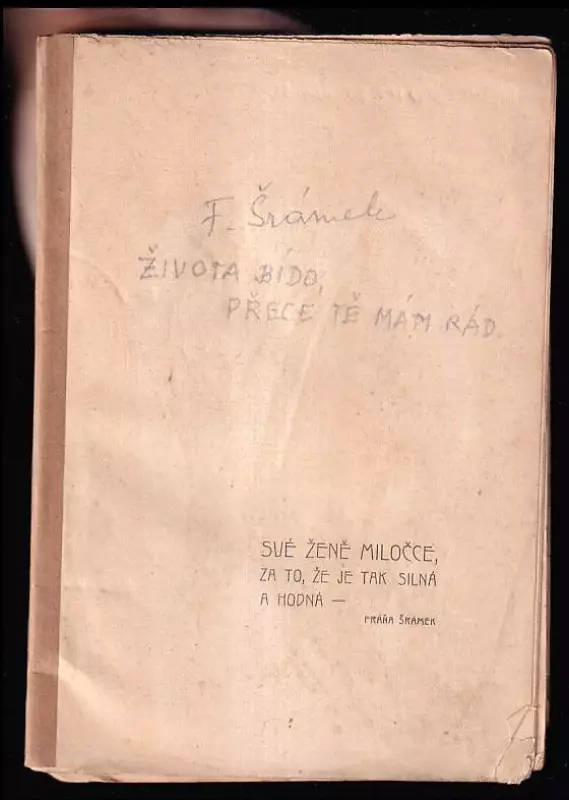 F. Šrámek
ŽIVOTA BÍDO,
PŘECE TĚ MÁM RÁD.
SVÉ ŽENĚ MILOČCE,
ZA TO, ŽE JE TAK SILNÁ
A HODNÁ —
FRÁŇA ŠRÁMEK